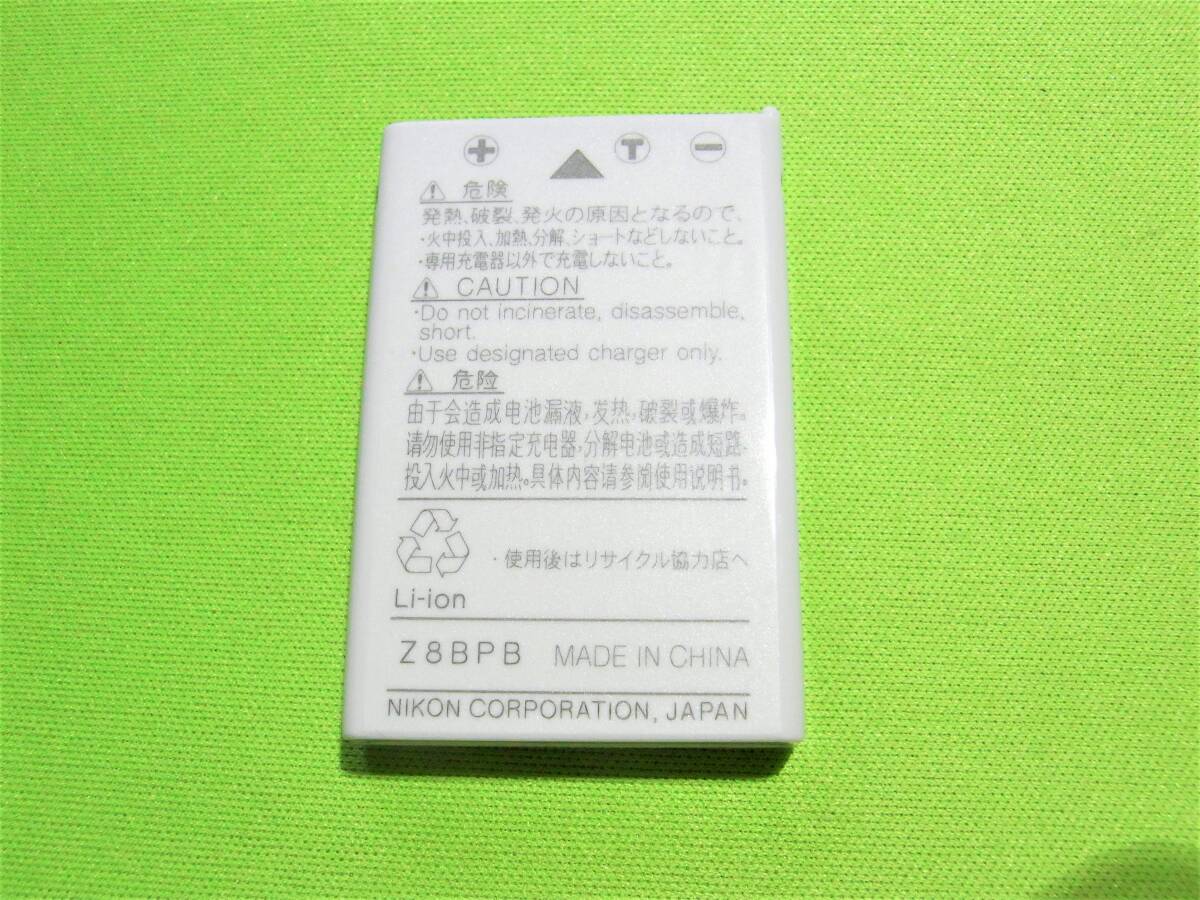 + T −
⚠ 危険
発熱、破裂、発火の原因となるので、
・火中投入、加熱、分解、ショートなどしないこと。
・専用充電器以外で充電しないこと。
⚠ CAUTION
・Do not incinerate, disassemble,
short.
・Use designated charger only.
⚠ 危险
由于会造成电池漏液,发热,破裂或爆炸。
请勿使用非指定充电器,分解电池或造成短路,
投入火中或加热。具体内容请参阅使用说明书。
・使用後はリサイクル協力店へ
Li-ion
Z8BPB MADE IN CHINA
NIKON CORPORATION, JAPAN